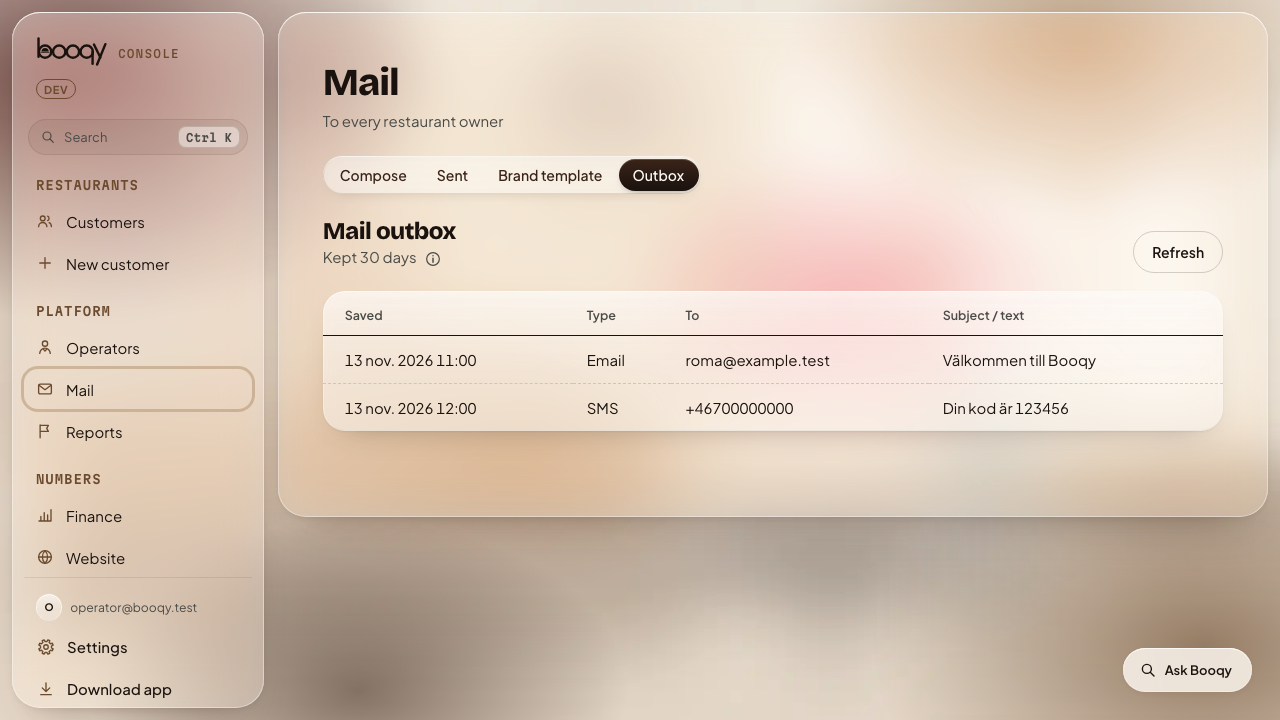 booqy CONSOLE
DEV
Search Ctrl K
RESTAURANTS
Customers
New customer
PLATFORM
Operators
Mail
Reports
NUMBERS
Finance
Website
O operator@booqy.test
Settings
Download app
Mail
To every restaurant owner
Compose Sent Brand template Outbox
Mail outbox
Kept 30 days
Refresh
Saved Type To Subject / text
13 nov. 2026 11:00 Email roma@example.test Välkommen till Booqy
13 nov. 2026 12:00 SMS +46700000000 Din kod är 123456
Ask Booqy